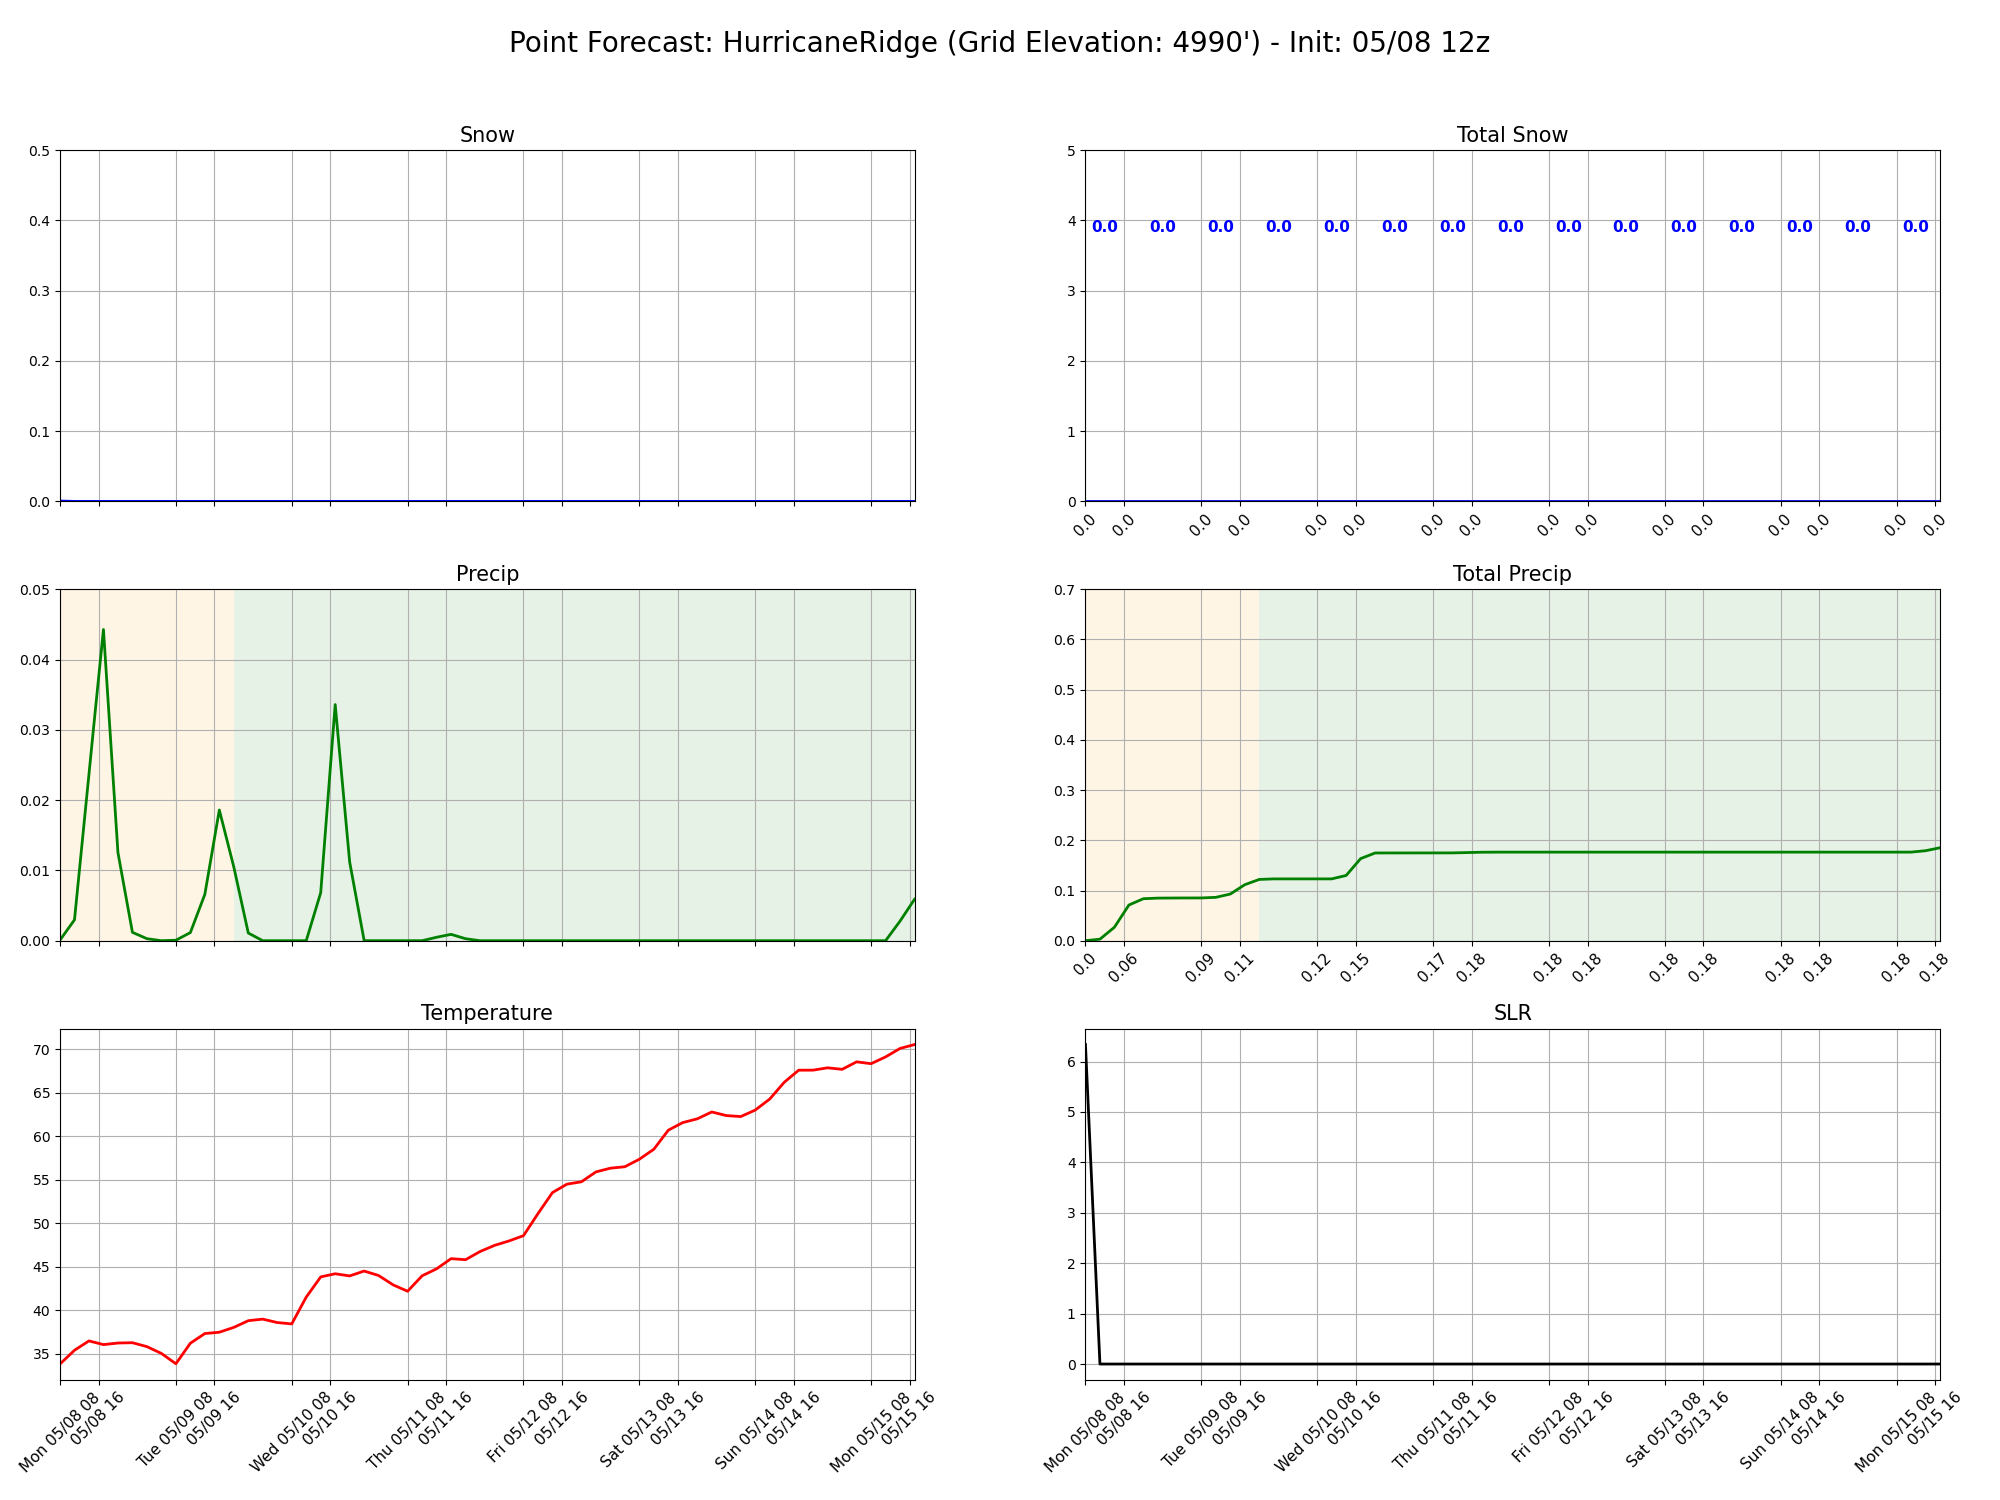 Point Forecast: HurricaneRidge (Grid Elevation: 4990') - Init: 05/08 12z
Snow
0.5
0.4
0.3
0.2
0.1
0.0
Total Snow
5
4
3
2
1
0
0.0 0.0 0.0 0.0 0.0 0.0 0.0 0.0 0.0 0.0 0.0 0.0 0.0 0.0 0.0
0.0 0.0 0.0 0.0 0.0 0.0 0.0 0.0 0.0 0.0 0.0 0.0 0.0 0.0 0.0 0.0
Precip
0.05
0.04
0.03
0.02
0.01
0.00
Total Precip
0.7
0.6
0.5
0.4
0.3
0.2
0.1
0.0
0.0 0.06 0.09 0.11 0.12 0.15 0.17 0.18 0.18 0.18 0.18 0.18 0.18 0.18 0.18 0.18
Temperature
70
65
60
55
50
45
40
35
Mon 05/08 08
05/08 16
Tue 05/09 08
05/09 16
Wed 05/10 08
05/10 16
Thu 05/11 08
05/11 16
Fri 05/12 08
05/12 16
Sat 05/13 08
05/13 16
Sun 05/14 08
05/14 16
Mon 05/15 08
05/15 16
SLR
6
5
4
3
2
1
0
Mon 05/08 08
05/08 16
Tue 05/09 08
05/09 16
Wed 05/10 08
05/10 16
Thu 05/11 08
05/11 16
Fri 05/12 08
05/12 16
Sat 05/13 08
05/13 16
Sun 05/14 08
05/14 16
Mon 05/15 08
05/15 16